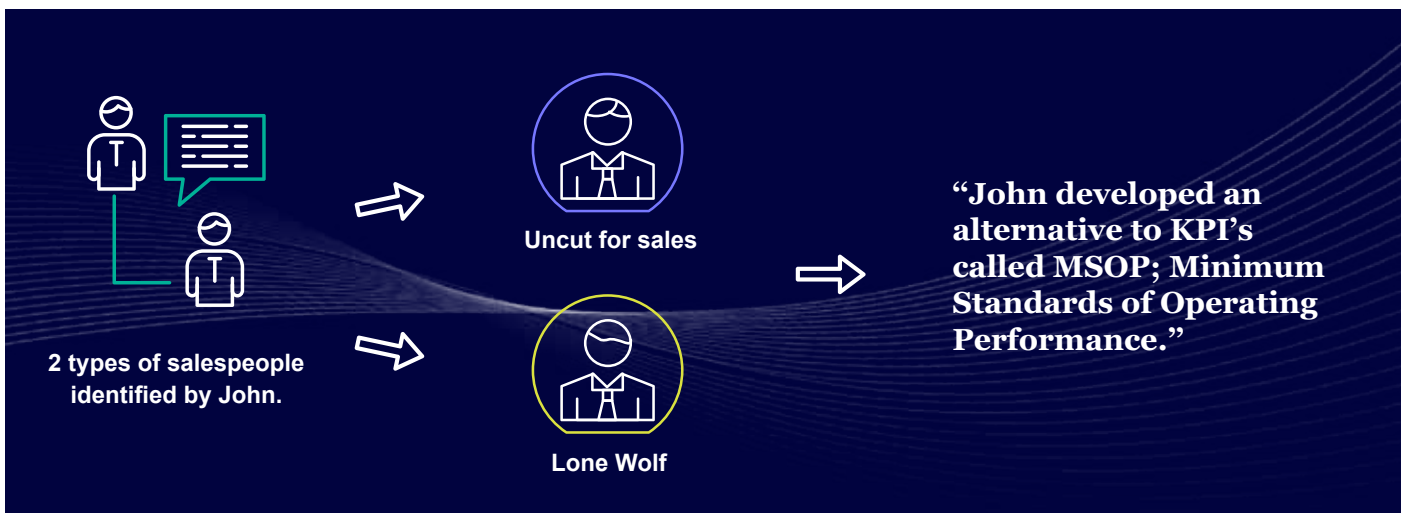 2 types of salespeople
identified by John.
Uncut for sales
Lone Wolf
“John developed an
alternative to KPI’s
called MSOP; Minimum
Standards of Operating
Performance.”